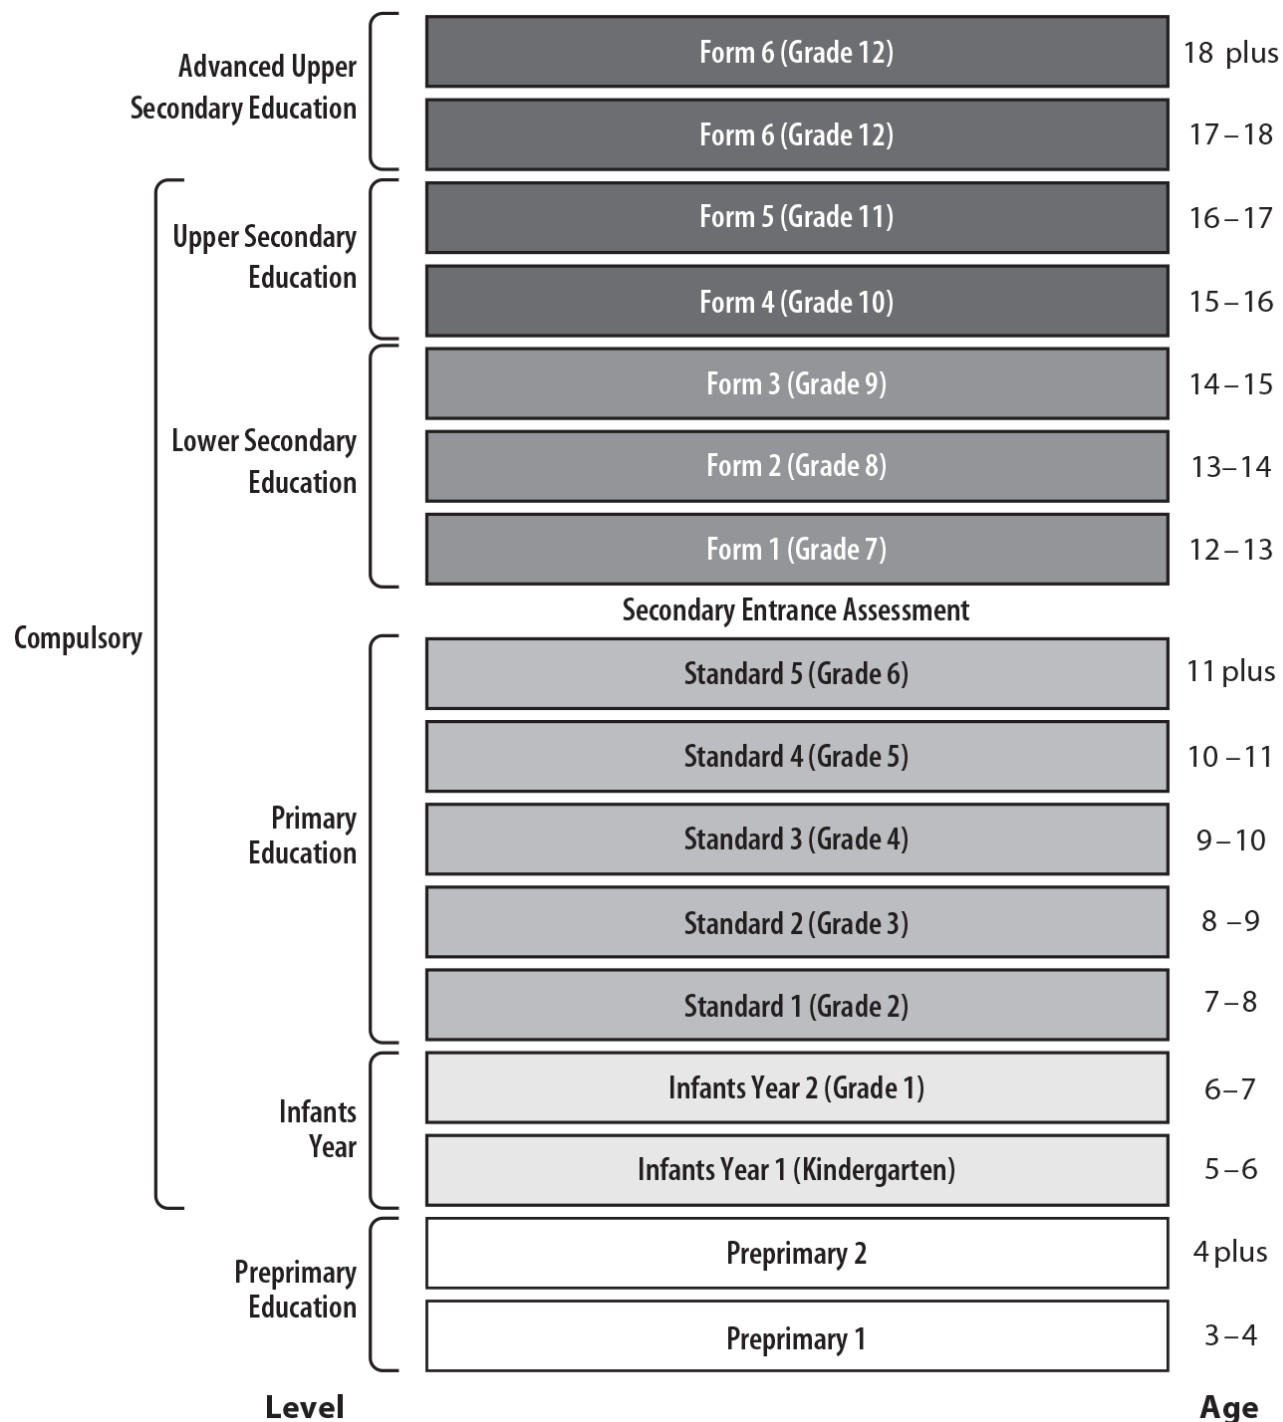 Advanced Upper
Secondary Education
Form 6 (Grade 12)
18 plus
Form 6 (Grade 12)
17–18
Upper Secondary
Education
Form 5 (Grade 11)
16–17
Form 4 (Grade 10)
15–16
Lower Secondary
Education
Form 3 (Grade 9)
14–15
Form 2 (Grade 8)
13–14
Form 1 (Grade 7)
12–13
Secondary Entrance Assessment
Compulsory
Primary
Education
Standard 5 (Grade 6)
11 plus
Standard 4 (Grade 5)
10–11
Standard 3 (Grade 4)
9–10
Standard 2 (Grade 3)
8–9
Standard 1 (Grade 2)
7–8
Infants
Year
Infants Year 2 (Grade 1)
6–7
Infants Year 1 (Kindergarten)
5–6
Preprimary
Education
Preprimary 2
4 plus
Preprimary 1
3–4
Level
Age